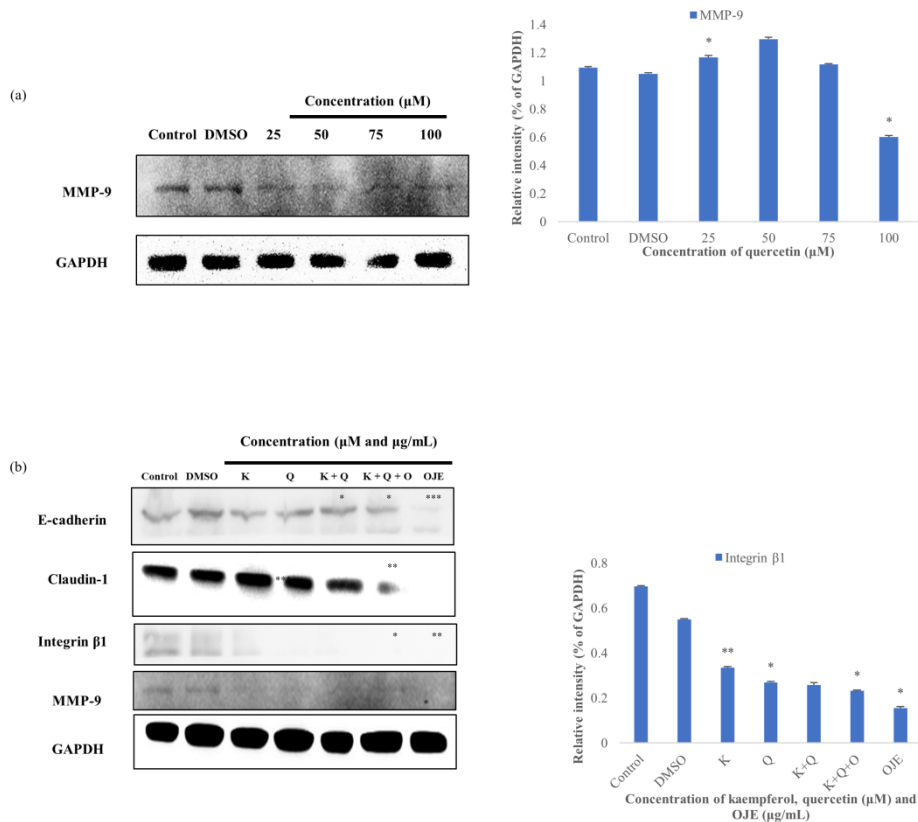 (a)
Concentration (µM)
Control DMSO 25 50 75 100
MMP-9
GAPDH
MMP-9
Relative intensity (% of GAPDH)
1.4
1.2
1
0.8
0.6
0.4
0.2
0
*
*
Control DMSO 25 50 75 100
Concentration of quercetin (µM)
(b)
Concentration (µM and µg/mL)
Control DMSO K Q K + Q K + Q + O OJE
E-cadherin
* * ***
Claudin-1
** **
Integrin β1
* **
MMP-9
*
GAPDH
Integrin β1
Relative intensity (% of GAPDH)
0.8
0.6
0.4
0.2
0
** * * *
Control DMSO K Q K+Q K+Q+O OJE
Concentration of kaempferol, quercetin (µM) and
OJE (µg/mL)